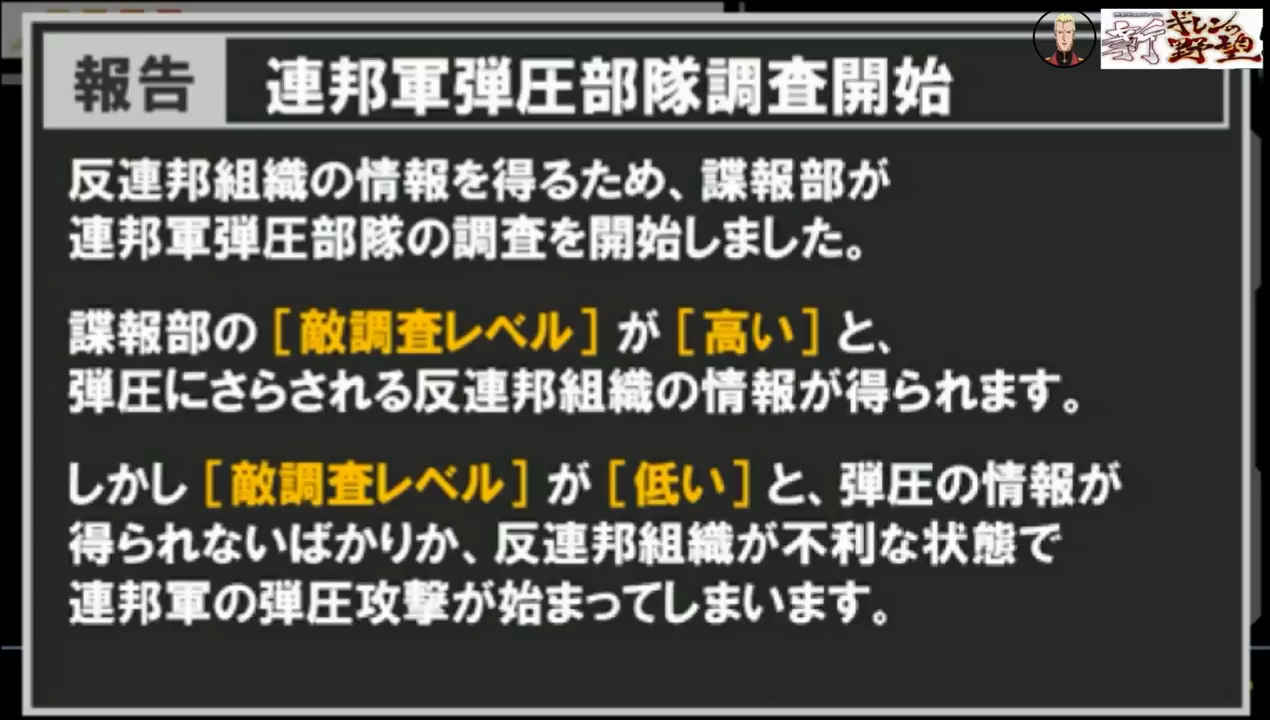 報告
連邦軍弾圧部隊調査開始
新ギレンの野望
反連邦組織の情報を得るため、諜報部が
連邦軍弾圧部隊の調査を開始しました。
諜報部の［敵調査レベル］が［高い］と、
弾圧にさらされる反連邦組織の情報が得られます。
しかし［敵調査レベル］が［低い］と、弾圧の情報が
得られないばかりか、反連邦組織が不利な状態で
連邦軍の弾圧攻撃が始まってしまいます。